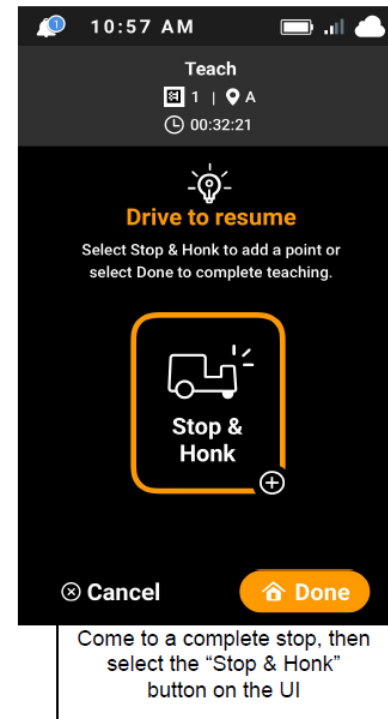 1
10:57 AM
Teach
1 | A
00:32:21
Drive to resume
Select Stop & Honk to add a point or
select Done to complete teaching.
Stop &
Honk
Cancel
Done
Come to a complete stop, then
select the “Stop & Honk”
button on the UI